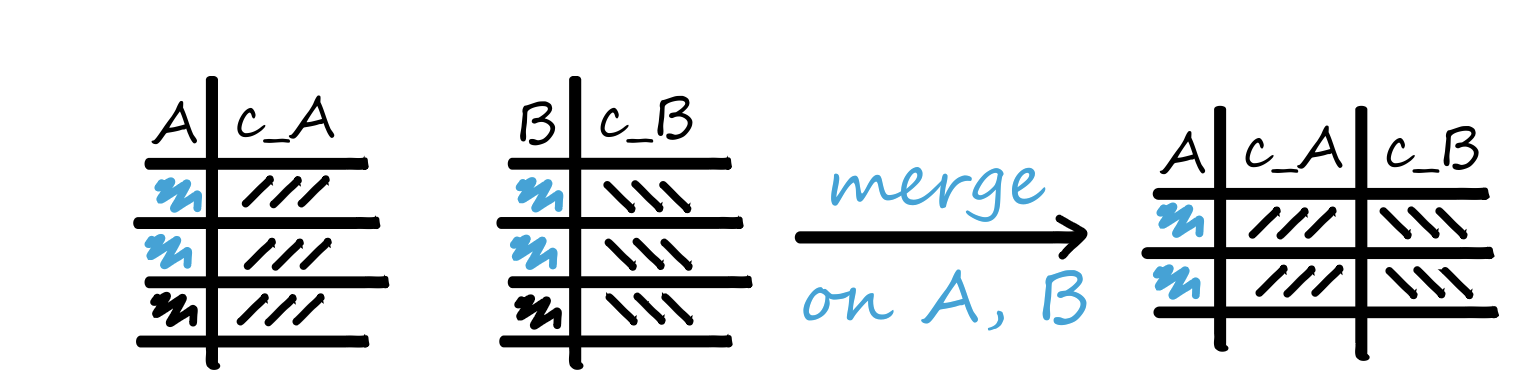 A c_A
B c_B
merge
on A, B
A c_A c_B